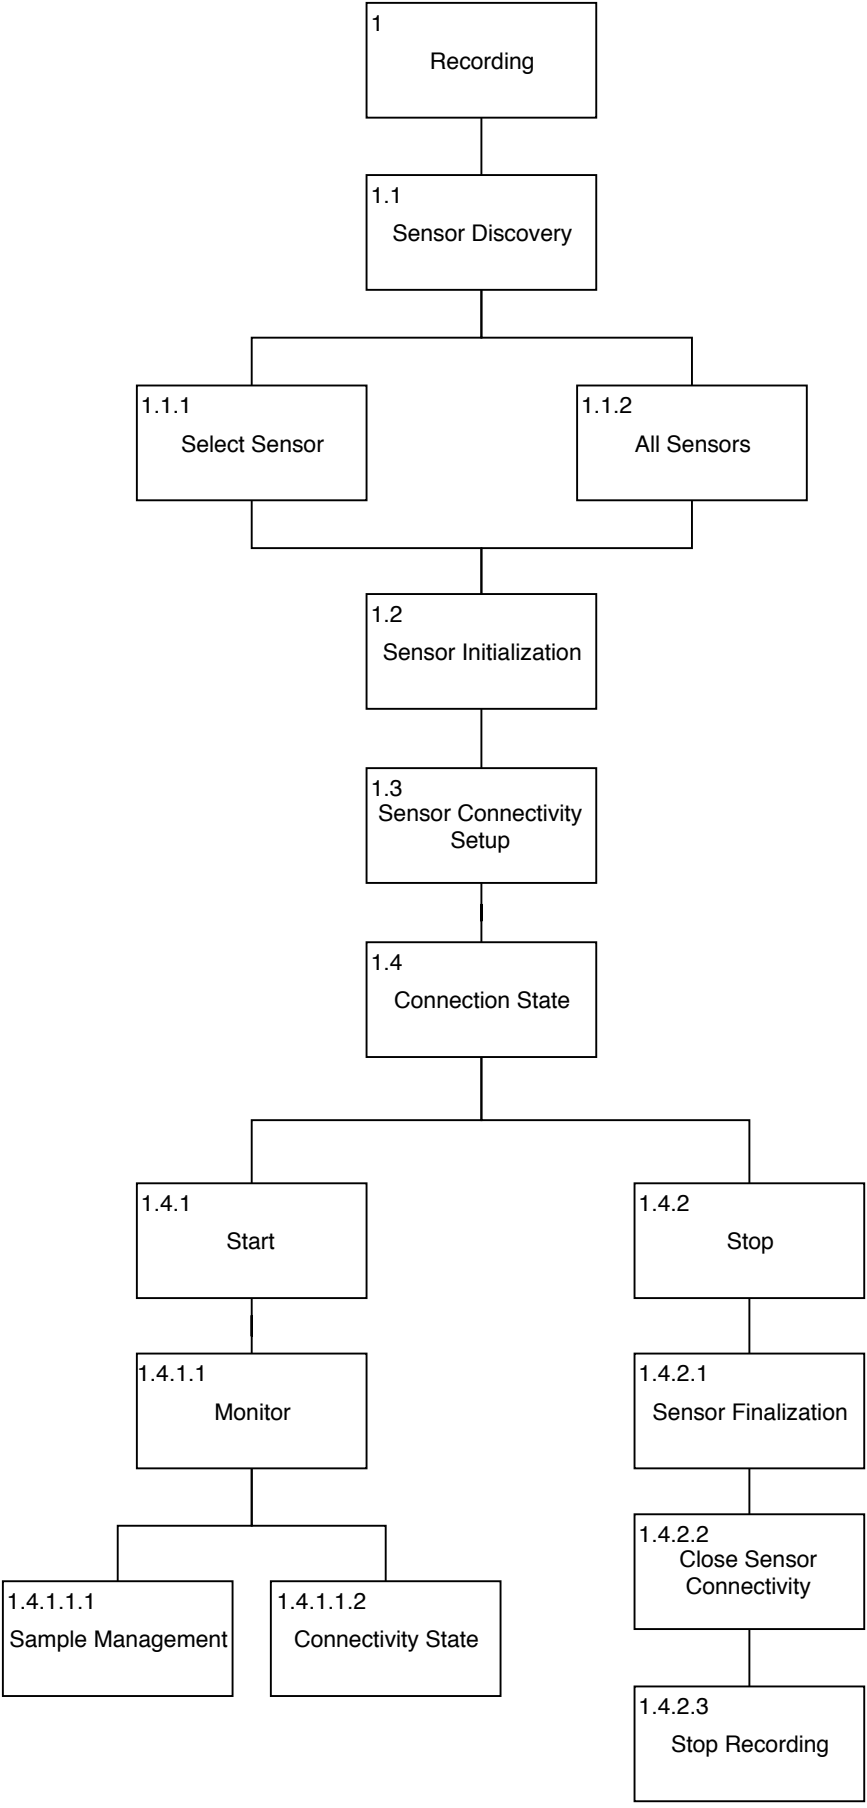 1
Recording
1.1
Sensor Discovery
1.1.1
Select Sensor
1.1.2
All Sensors
1.2
Sensor Initialization
1.3
Sensor Connectivity
Setup
1.4
Connection State
1.4.1
Start
1.4.2
Stop
1.4.1.1
Monitor
1.4.2.1
Sensor Finalization
1.4.2.2
Close Sensor
Connectivity
1.4.1.1.1
Sample Management
1.4.1.1.2
Connectivity State
1.4.2.3
Stop Recording